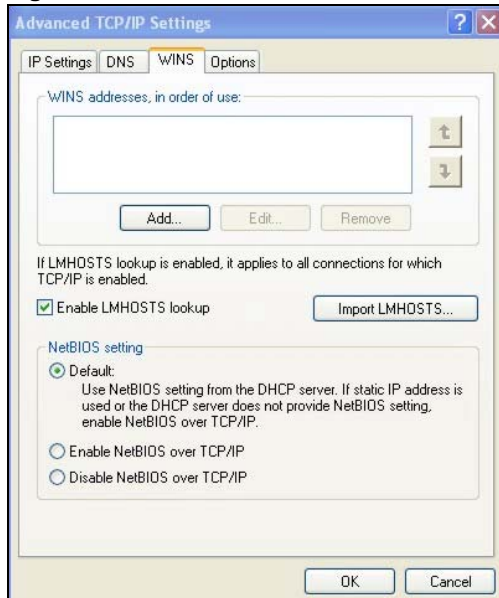 Advanced TCP/IP Settings
IP Settings DNS WINS Options
WINS addresses, in order of use:
Add... Edit... Remove
If LMHOSTS lookup is enabled, it applies to all connections for which
TCP/IP is enabled.
Enable LMHOSTS lookup Import LMHOSTS...
NetBIOS setting
Default:
Use NetBIOS setting from the DHCP server. If static IP address is
used or the DHCP server does not provide NetBIOS setting,
enable NetBIOS over TCP/IP.
Enable NetBIOS over TCP/IP
Disable NetBIOS over TCP/IP
OK Cancel